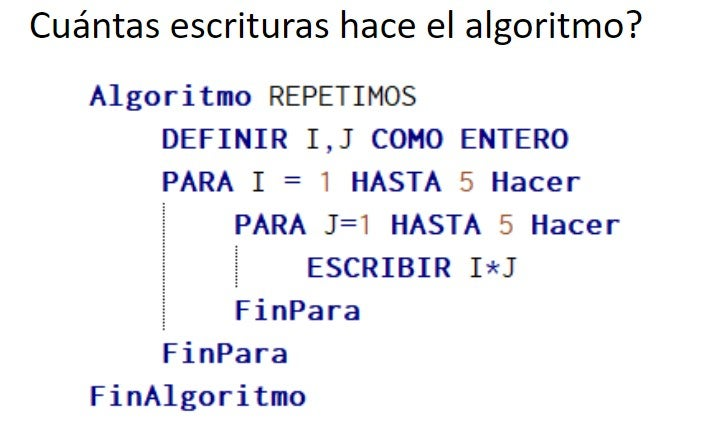 Cuántas escrituras hace el algoritmo?
Algoritmo REPETIMOS
DEFINIR I,J COMO ENTERO
PARA I = 1 HASTA 5 Hacer
PARA J=1 HASTA 5 Hacer
ESCRIBIR I*J
FinPara
FinPara
FinAlgoritmo